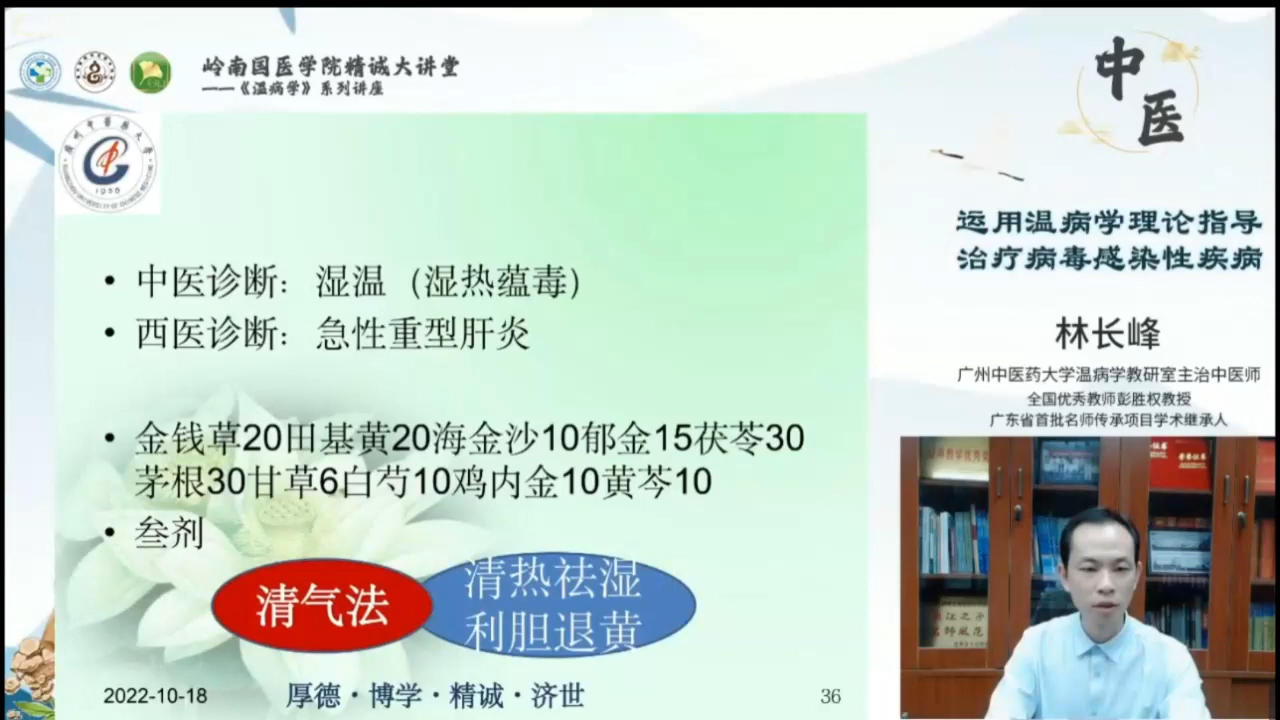 岭南国医学院精诚大讲堂
——《温病学》系列讲座
中医
运用温病学理论指导
治疗病毒感染性疾病
林长峰
广州中医药大学温病学教研室主治中医师
全国优秀教师彭胜权教授
广东省首批名师传承项目学术继承人
1956
• 中医诊断：湿温（湿热蕴毒）
• 西医诊断：急性重型肝炎
• 金钱草20田基黄20海金沙10郁金15茯苓30
茅根30甘草6白芍10鸡内金10黄芩10
• 叁剂
清气法
清热祛湿
利胆退黄
2022-10-18
厚德·博学·精诚·济世
36